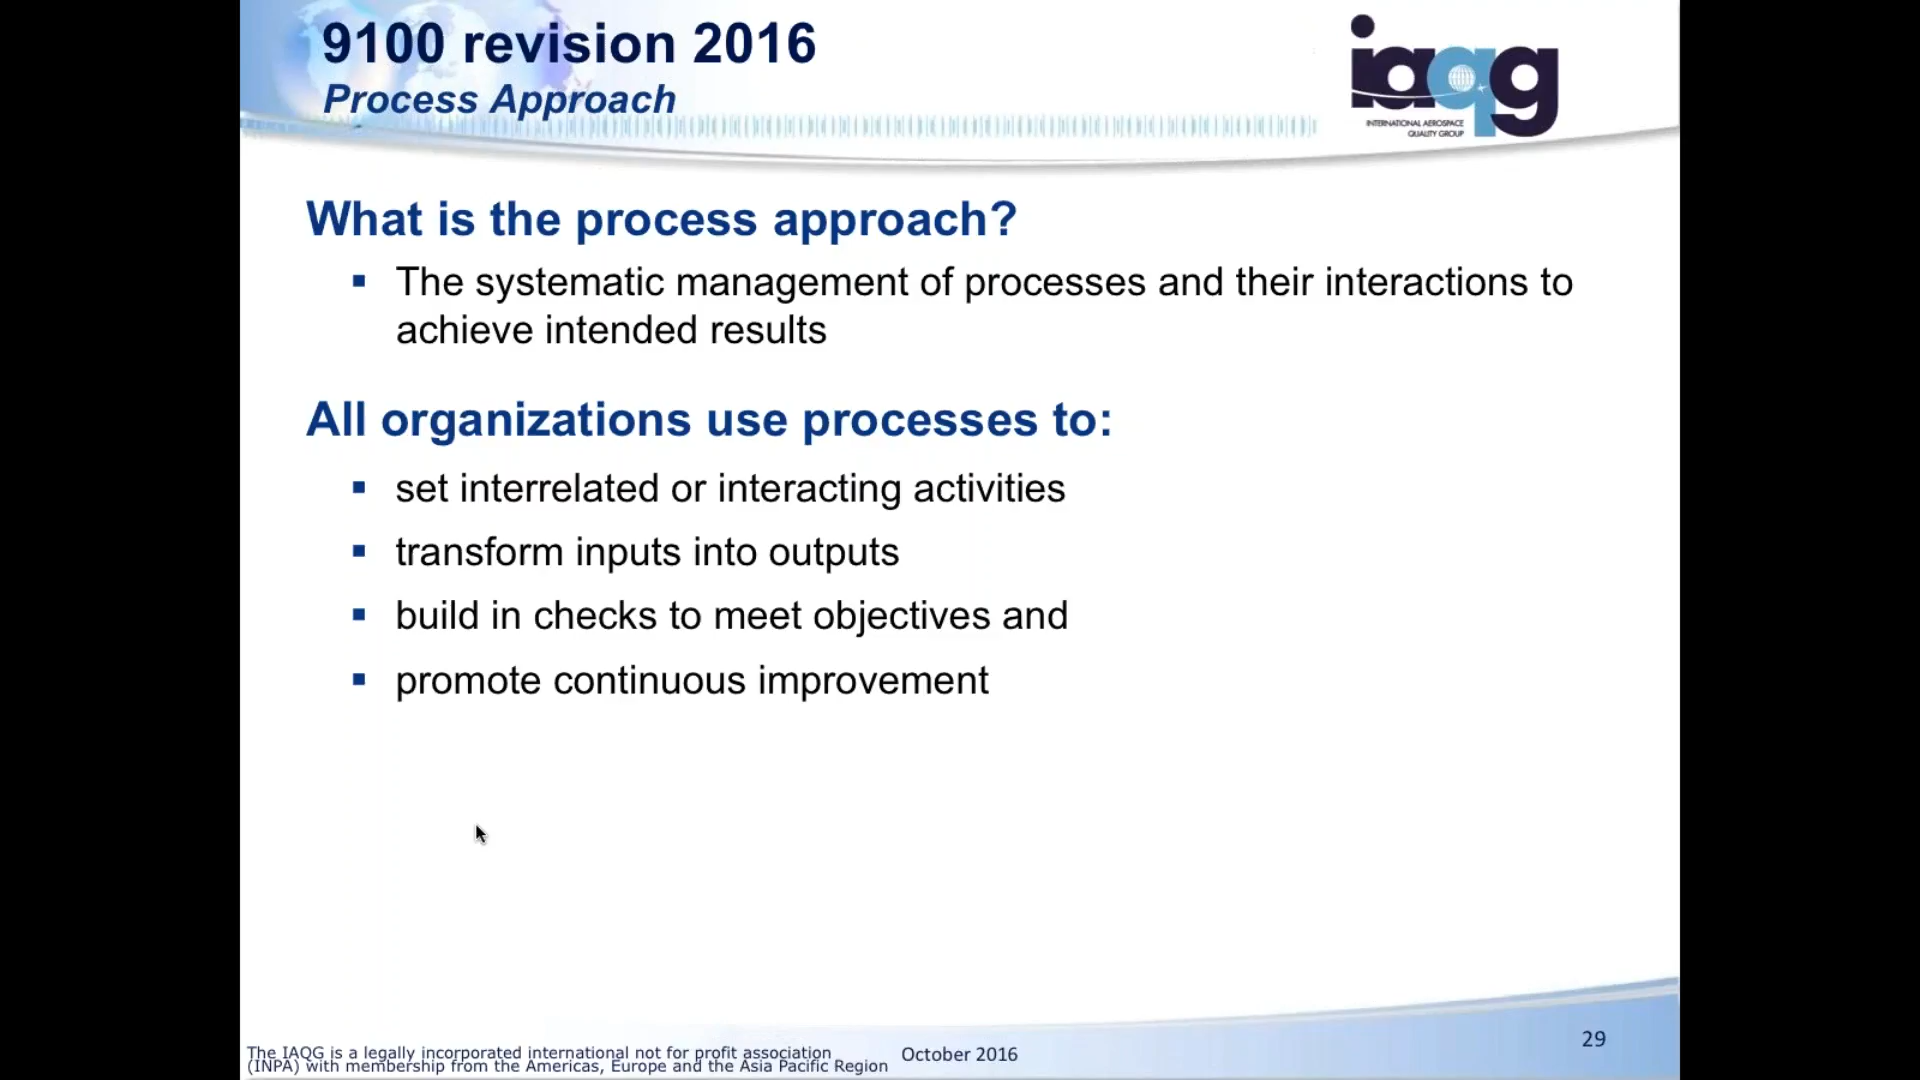 9100 revision 2016
Process Approach
iaqg
INTERNATIONAL AEROSPACE
QUALITY GROUP
What is the process approach?
The systematic management of processes and their interactions to
achieve intended results
All organizations use processes to:
set interrelated or interacting activities
transform inputs into outputs
build in checks to meet objectives and
promote continuous improvement
The IAQG is a legally incorporated international not for profit association
(INPA) with membership from the Americas, Europe and the Asia Pacific Region
October 2016
29